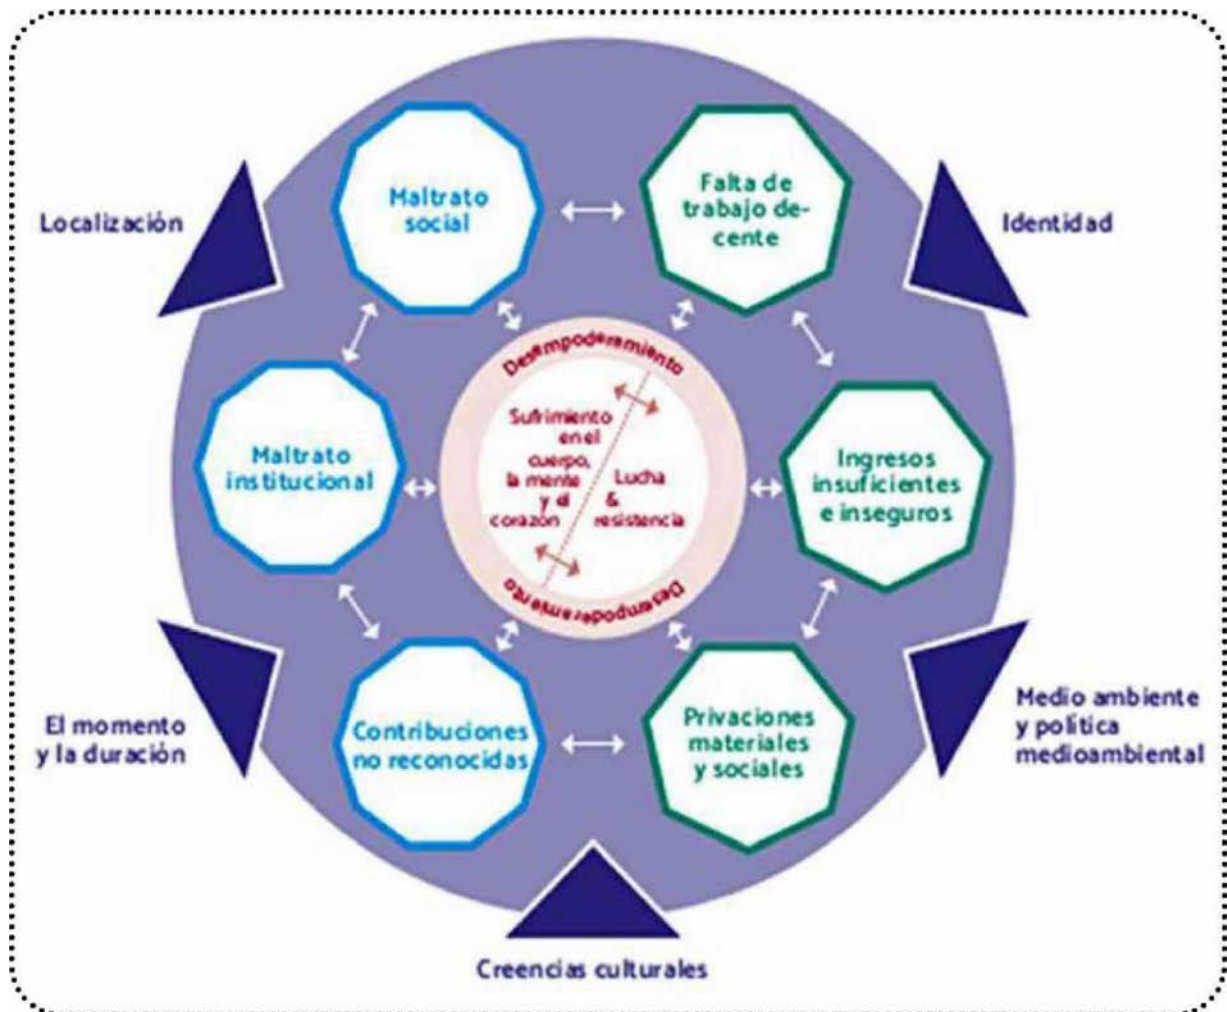 Localización
Identidad
Maltrato
social
Falta de
trabajo de-
cente
Desempoderamiento
Sufrimiento
en el
cuerpo,
la mente
y el
corazón
Lucha
&
resistencia
Desempoderamiento
Maltrato
institucional
Ingresos
insuficientes
e inseguros
Contribuciones
no reconocidas
Privaciones
materiales
y sociales
El momento
y la duración
Medio ambiente
y política
medioambiental
Creencias culturales